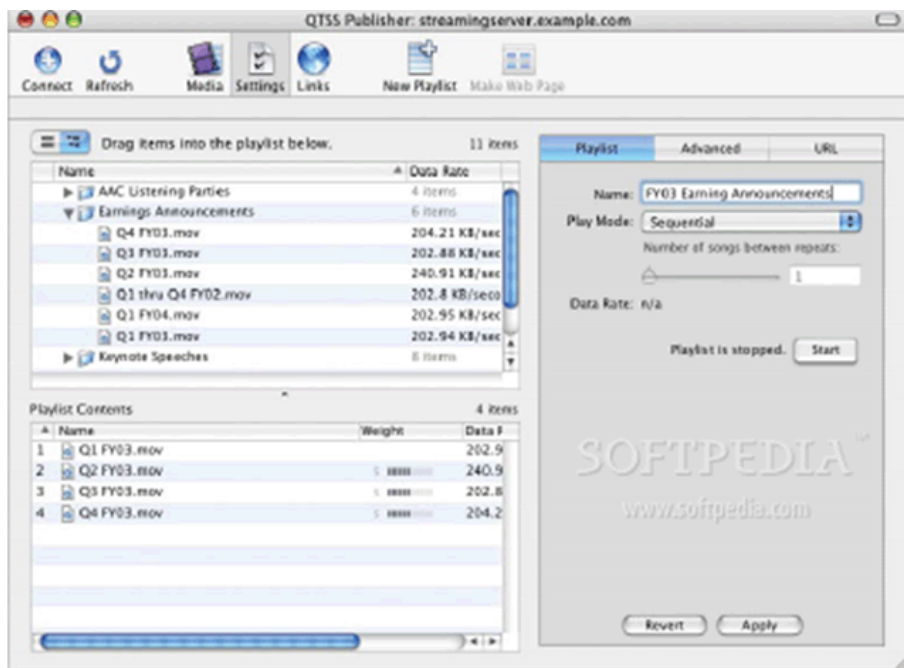 QTSS Publisher: streamingserver.example.com
Connect Refresh Media Settings Links New Playlist Make Web Page
Drag items into the playlist below. 11 items
Name Data Rate
AAC Listening Parties 4 items
Earnings Announcements 6 items
Q4 FY03.mov 204.21 KB/sec
Q3 FY03.mov 202.88 KB/sec
Q2 FY03.mov 240.91 KB/sec
Q1 thru Q4 FY02.mov 202.8 KB/seco
Q1 FY04.mov 202.95 KB/sec
Q1 FY03.mov 202.94 KB/sec
Keynote Speeches 8 items
Playlist Contents 4 items
Name Weight Data F
1 Q1 FY03.mov 202.9
2 Q2 FY03.mov 5 240.9
3 Q3 FY03.mov 5 202.8
4 Q4 FY03.mov 5 204.2
Playlist Advanced URL
Name: FY03 Earning Announcements
Play Mode: Sequential
Number of songs between repeats:
1
Data Rate: n/a
Playlist is stopped. Start
SOFTPEDIA™
www.softpedia.com
Revert Apply